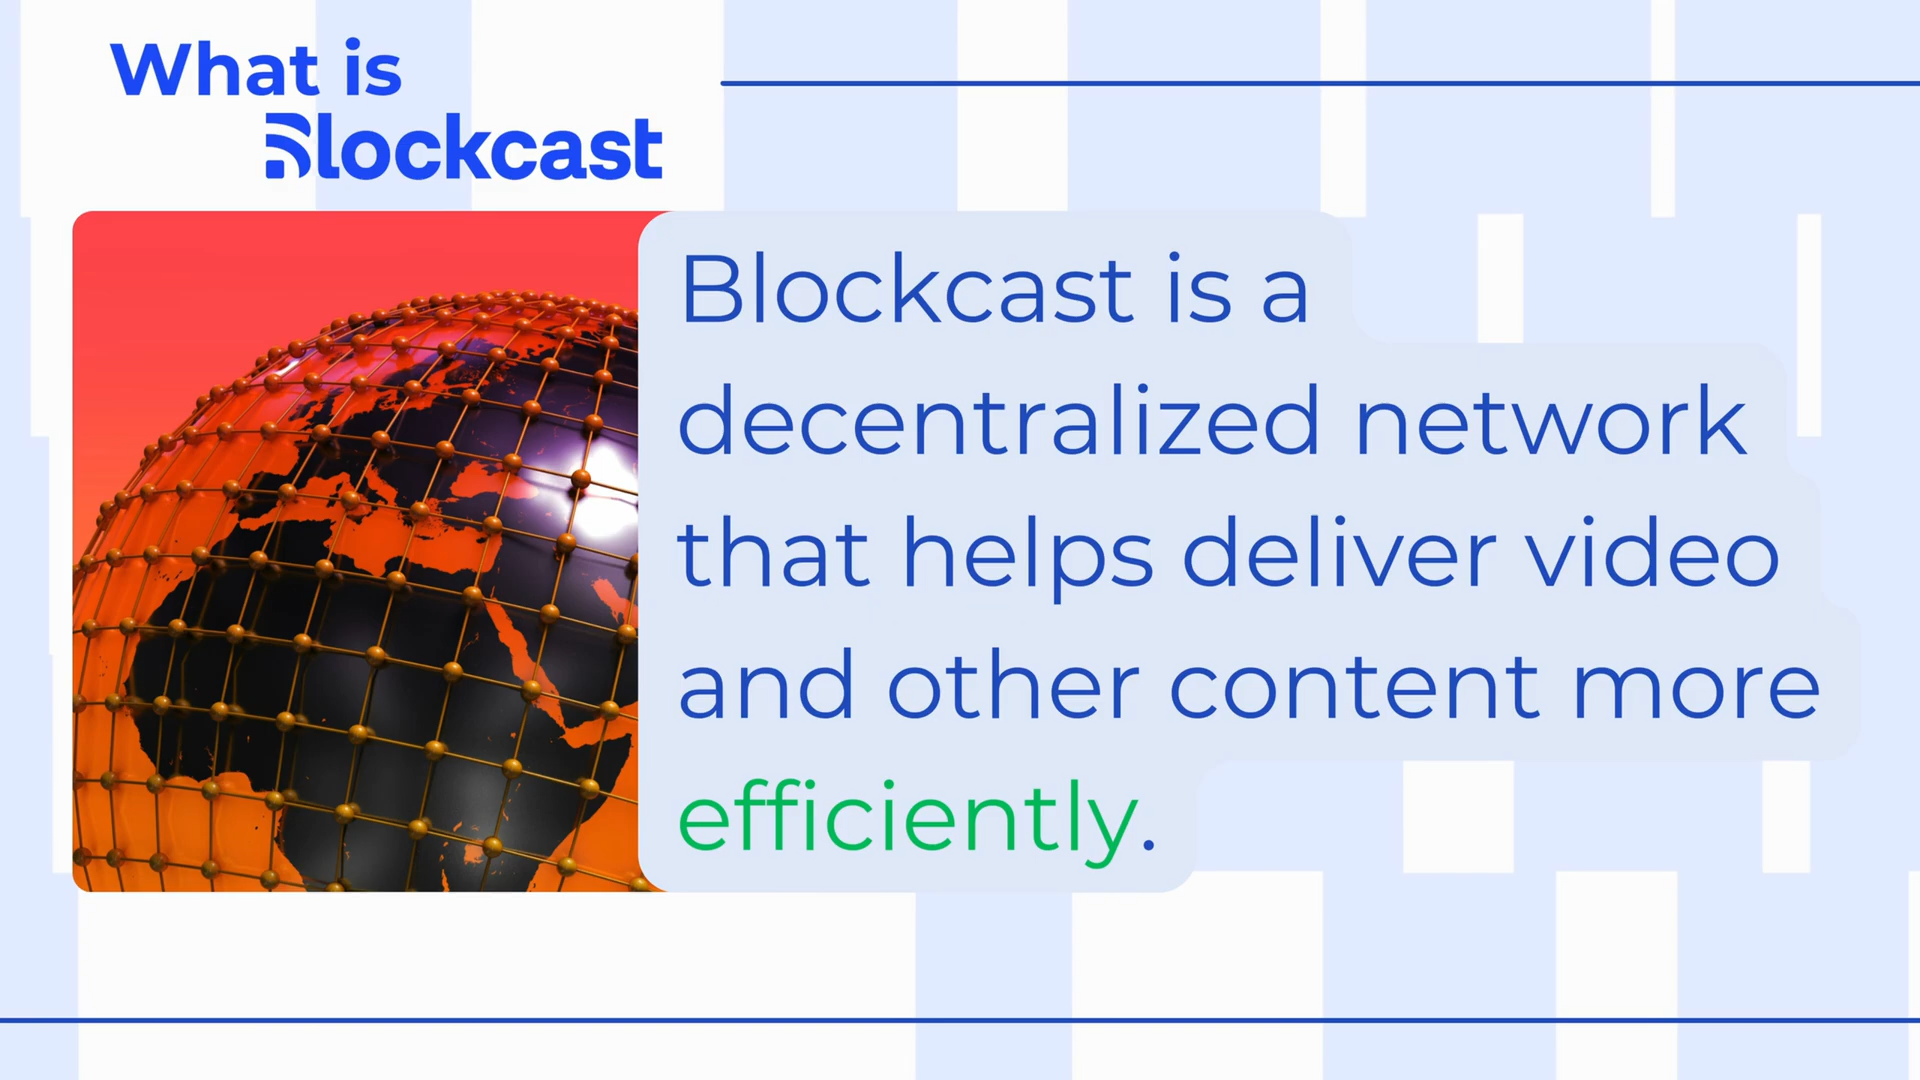 What is
Blockcast
Blockcast is a
decentralized network
that helps deliver video
and other content more
efficiently.